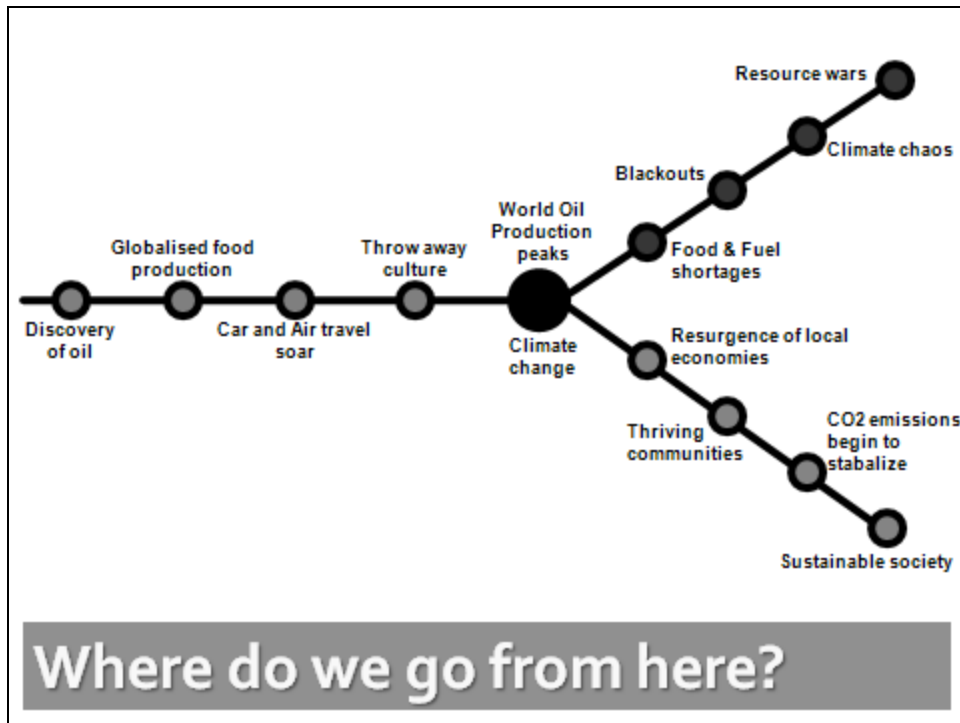 Discovery
of oil
Globalised food
production
Car and Air travel
soar
Throw away
culture
World Oil
Production
peaks
Climate
change
Food & Fuel
shortages
Blackouts
Climate chaos
Resource wars
Resurgence of local
economies
Thriving
communities
CO2 emissions
begin to
stabalize
Sustainable society
Where do we go from here?